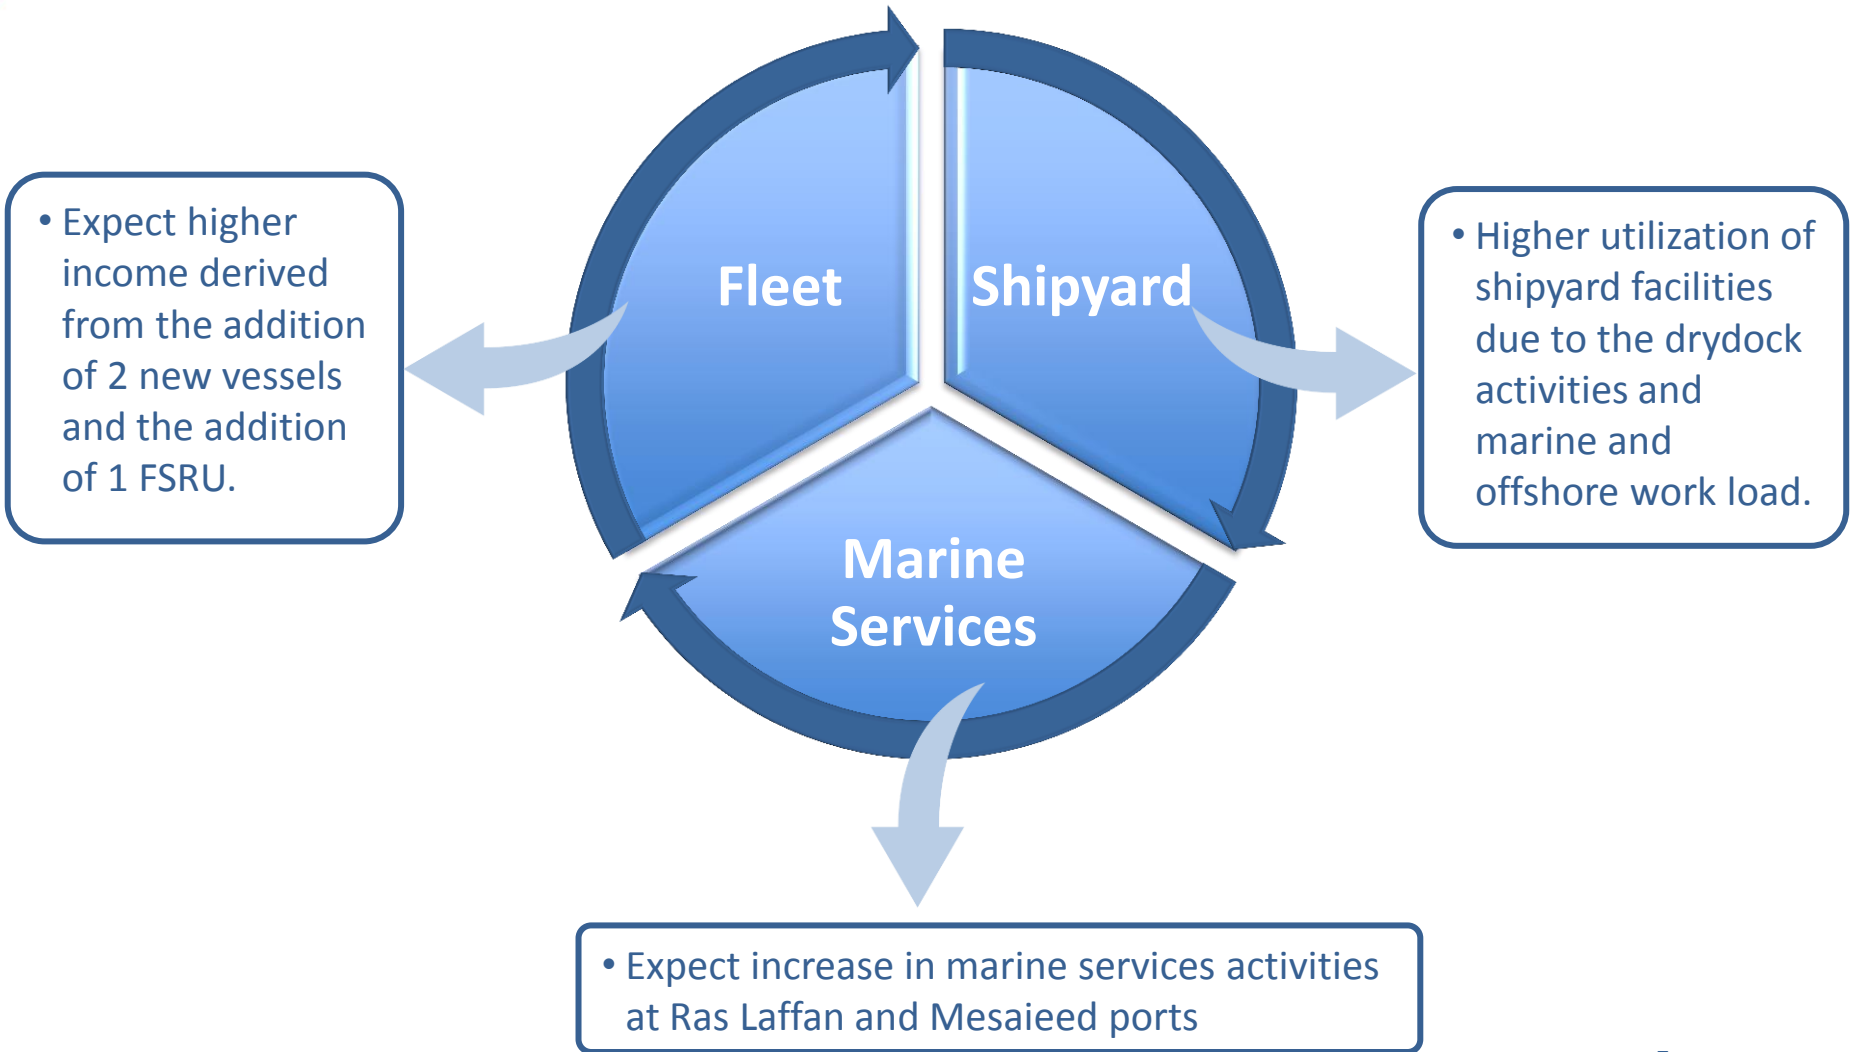 Fleet
Shipyard
Marine
Services
• Expect higher
income derived
from the addition
of 2 new vessels
and the addition
of 1 FSRU.
• Higher utilization of
shipyard facilities
due to the drydock
activities and
marine and
offshore work load.
• Expect increase in marine services activities
at Ras Laffan and Mesaieed ports